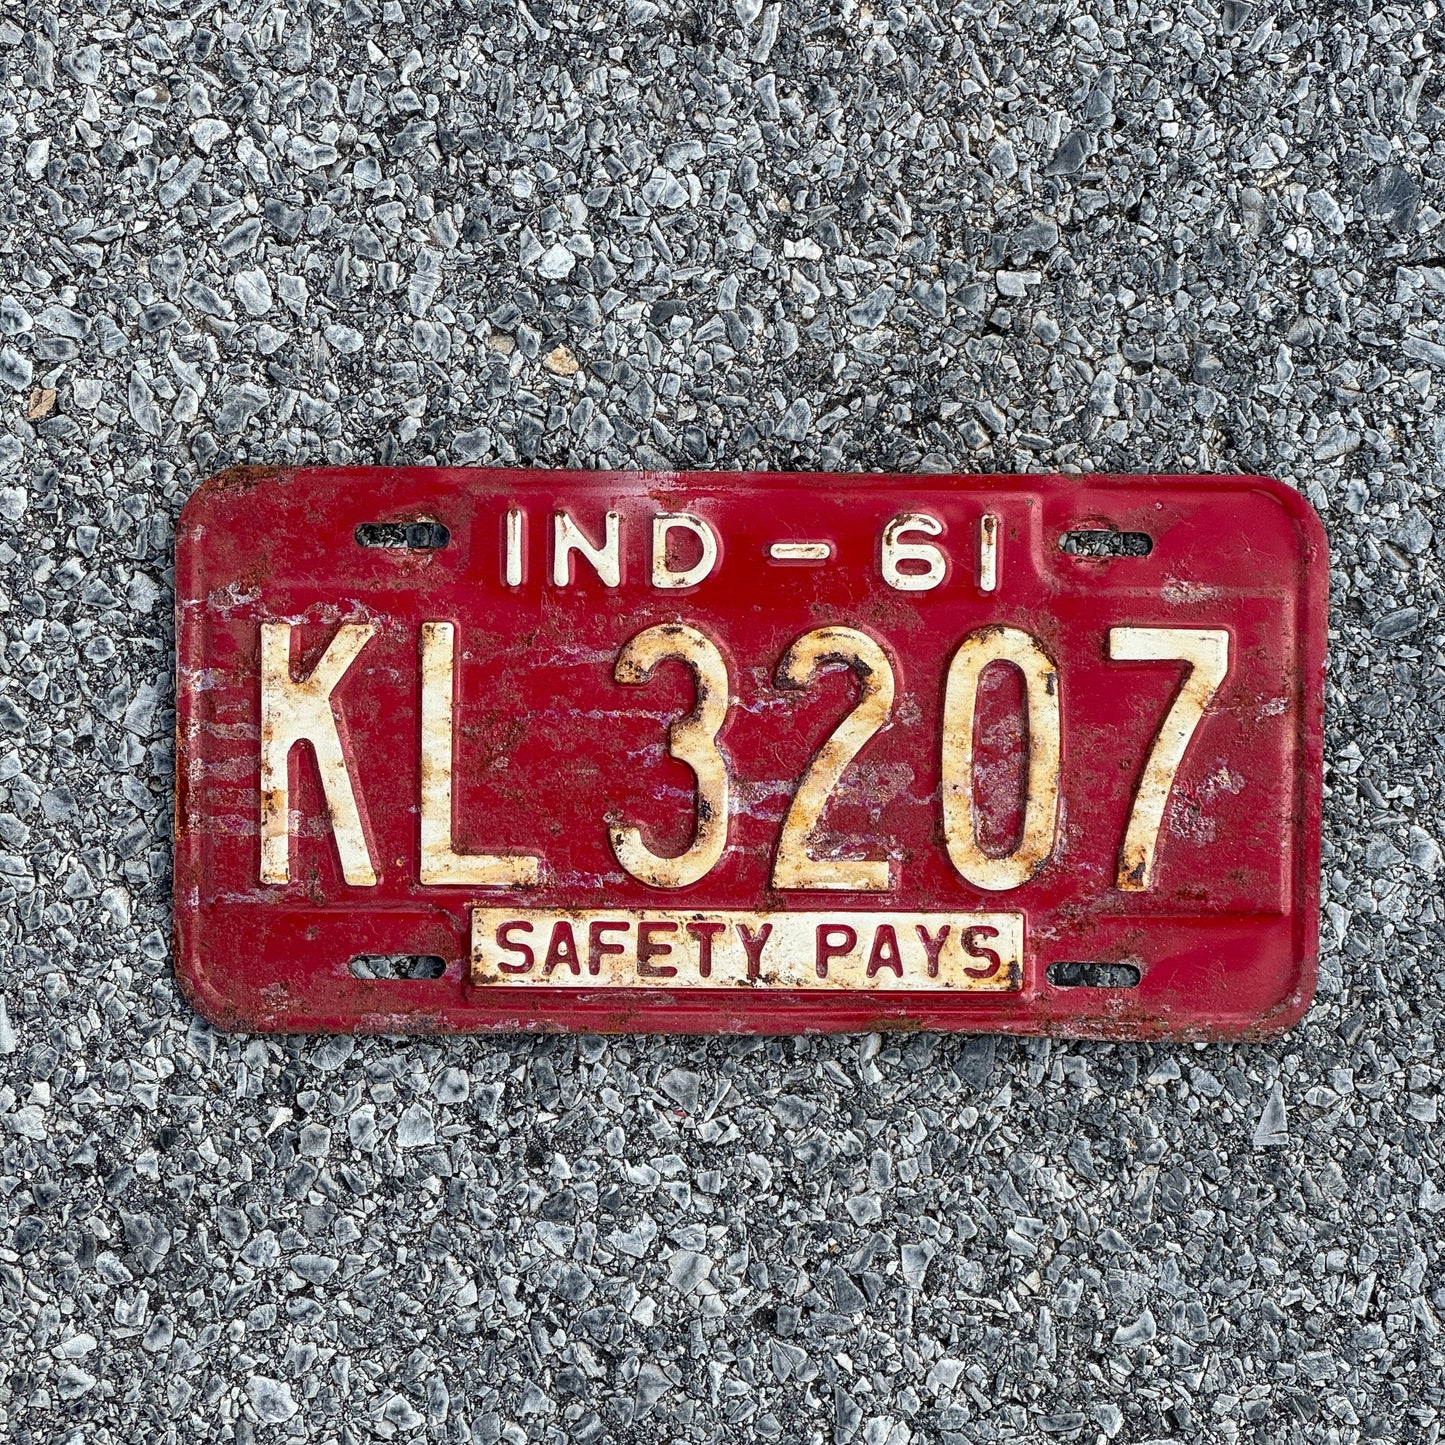 IND - 61
KL 3207
SAFETY PAYS